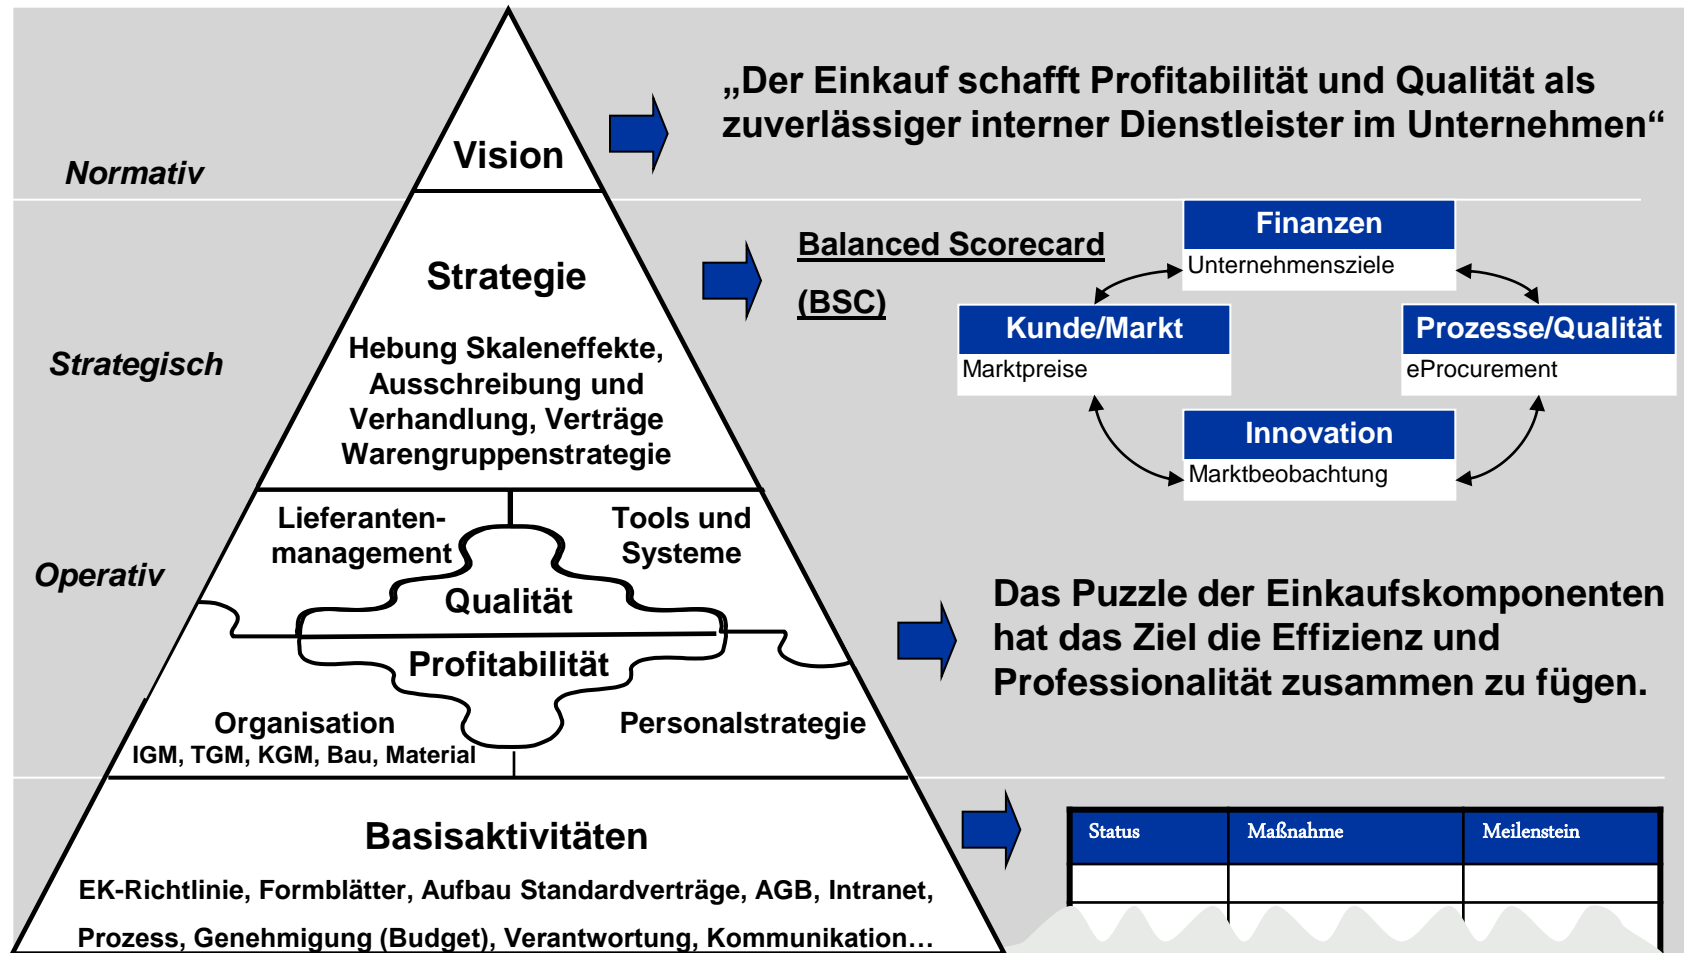 „Der Einkauf schafft Profitabilität und Qualität als
zuverlässiger interner Dienstleister im Unternehmen“
Vision
Normativ
Strategie
Hebung Skaleneffekte,
Ausschreibung und
Verhandlung, Verträge
Warengruppenstrategie
Strategisch
Balanced Scorecard
(BSC)
Finanzen
Unternehmensziele
Kunde/Markt
Marktpreise
Prozesse/Qualität
eProcurement
Innovation
Marktbeobachtung
Operativ
Lieferanten-
management
Tools und
Systeme
Qualität
Profitabilität
Organisation
IGM, TGM, KGM, Bau, Material
Personalstrategie
Das Puzzle der Einkaufskomponenten
hat das Ziel die Effizienz und
Professionalität zusammen zu fügen.
Basisaktivitäten
EK-Richtlinie, Formblätter, Aufbau Standardverträge, AGB, Intranet,
Prozess, Genehmigung (Budget), Verantwortung, Kommunikation…
Status
Maßnahme
Meilenstein